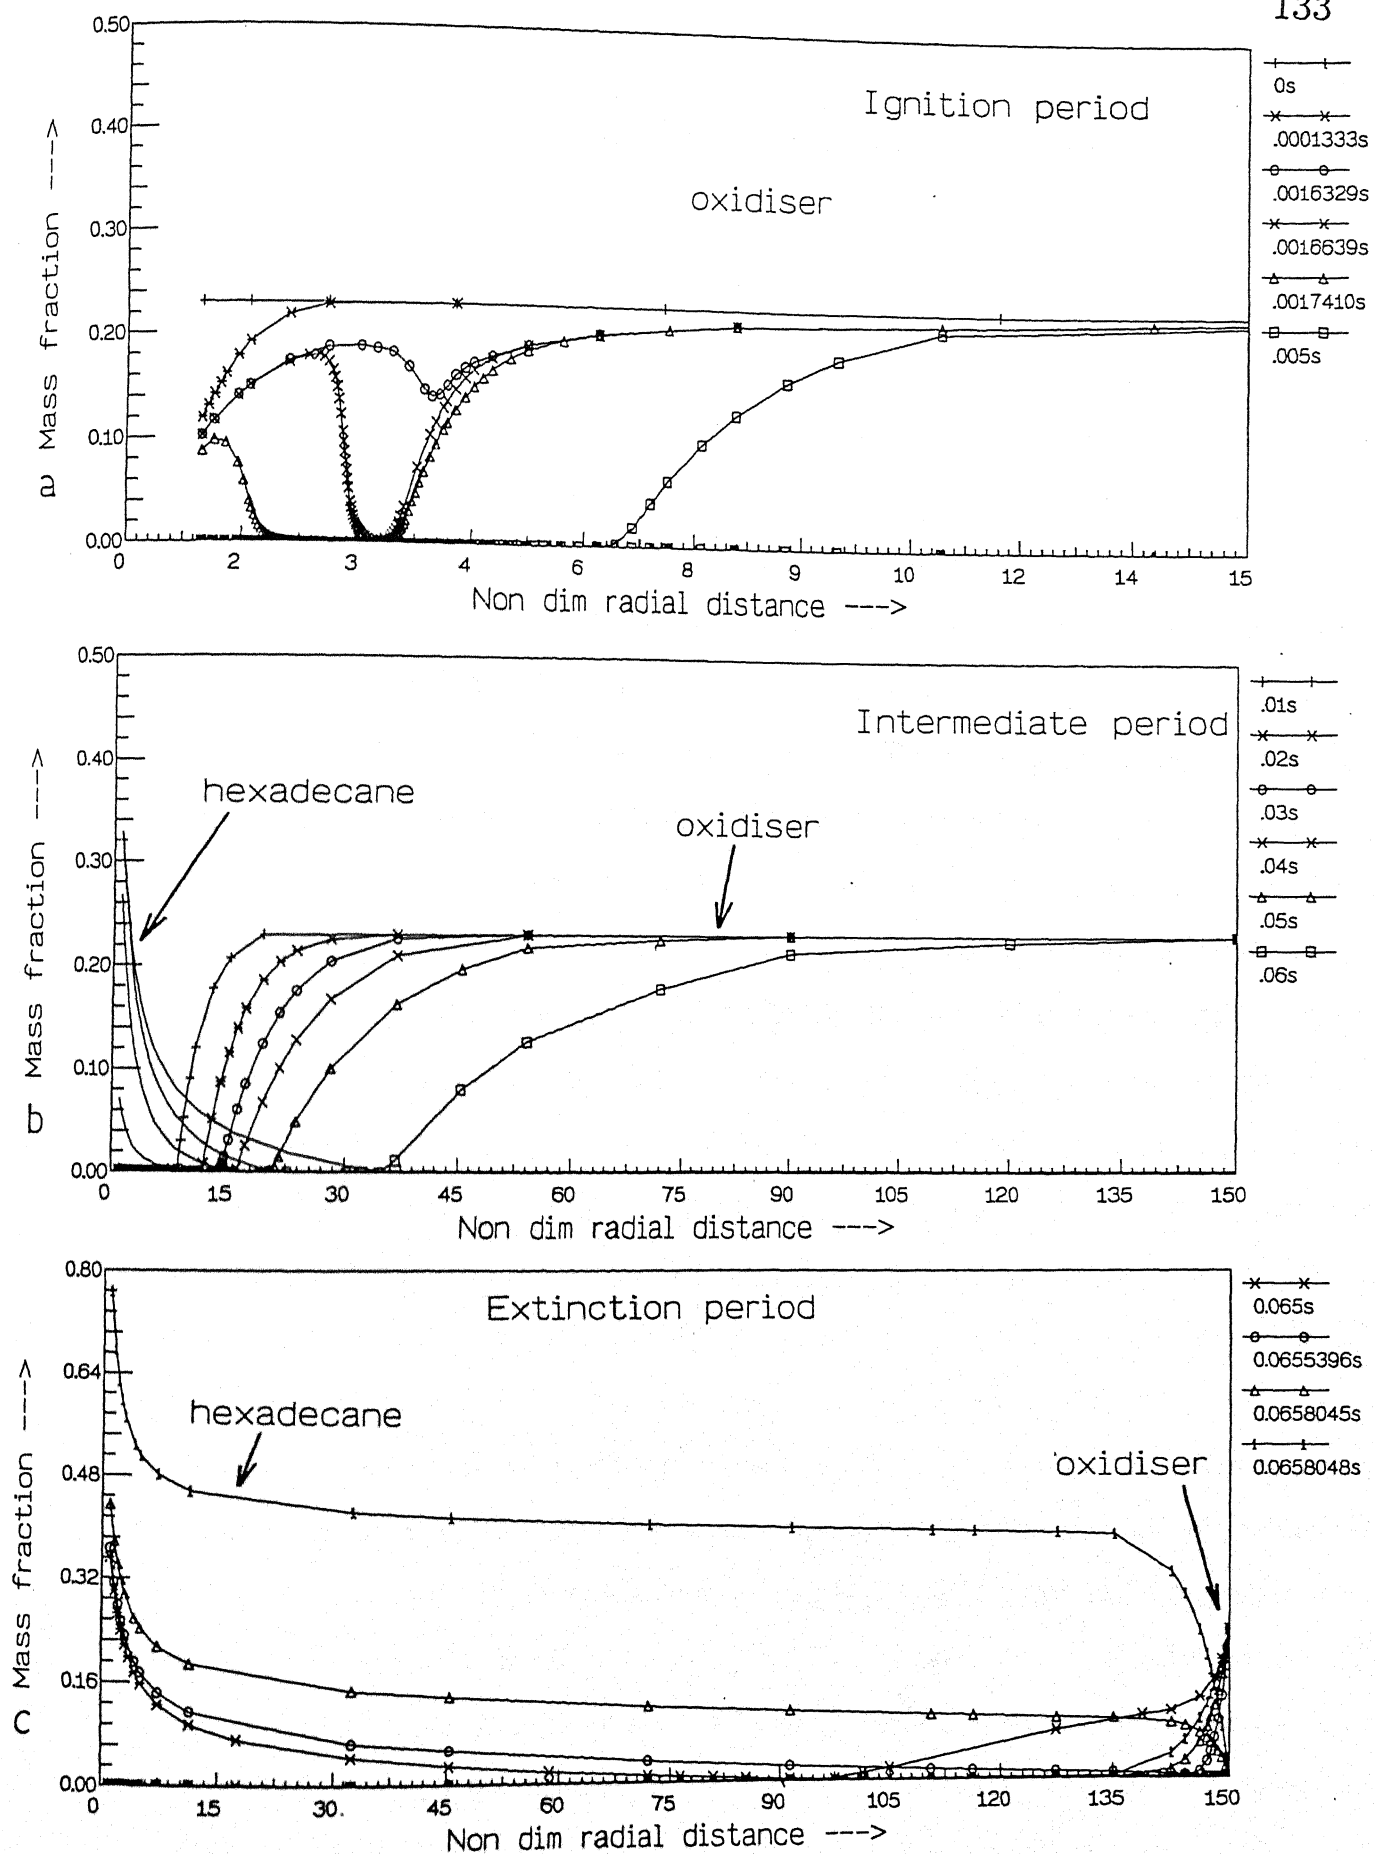 133
0.50
0.40
0.30
0.20
0.10
0.00
a Mass fraction --->
Ignition period
oxidiser
0 2 3 4 6 8 9 10 12 14 15
Non dim radial distance --->
0s
.0001333s
.0016329s
.0016639s
.0017410s
.005s
0.50
0.40
0.30
0.20
0.10
0.00
b Mass fraction --->
Intermediate period
hexadecane
oxidiser
0 15 30 45 60 75 90 105 120 135 150
Non dim radial distance --->
.01s
.02s
.03s
.04s
.05s
.06s
0.80
0.64
0.48
0.32
0.16
0.00
c Mass fraction --->
Extinction period
hexadecane
oxidiser
0 15 30. 45 60 75 90 105 120 135 150
Non dim radial distance --->
0.065s
0.0655396s
0.0658045s
0.0658048s